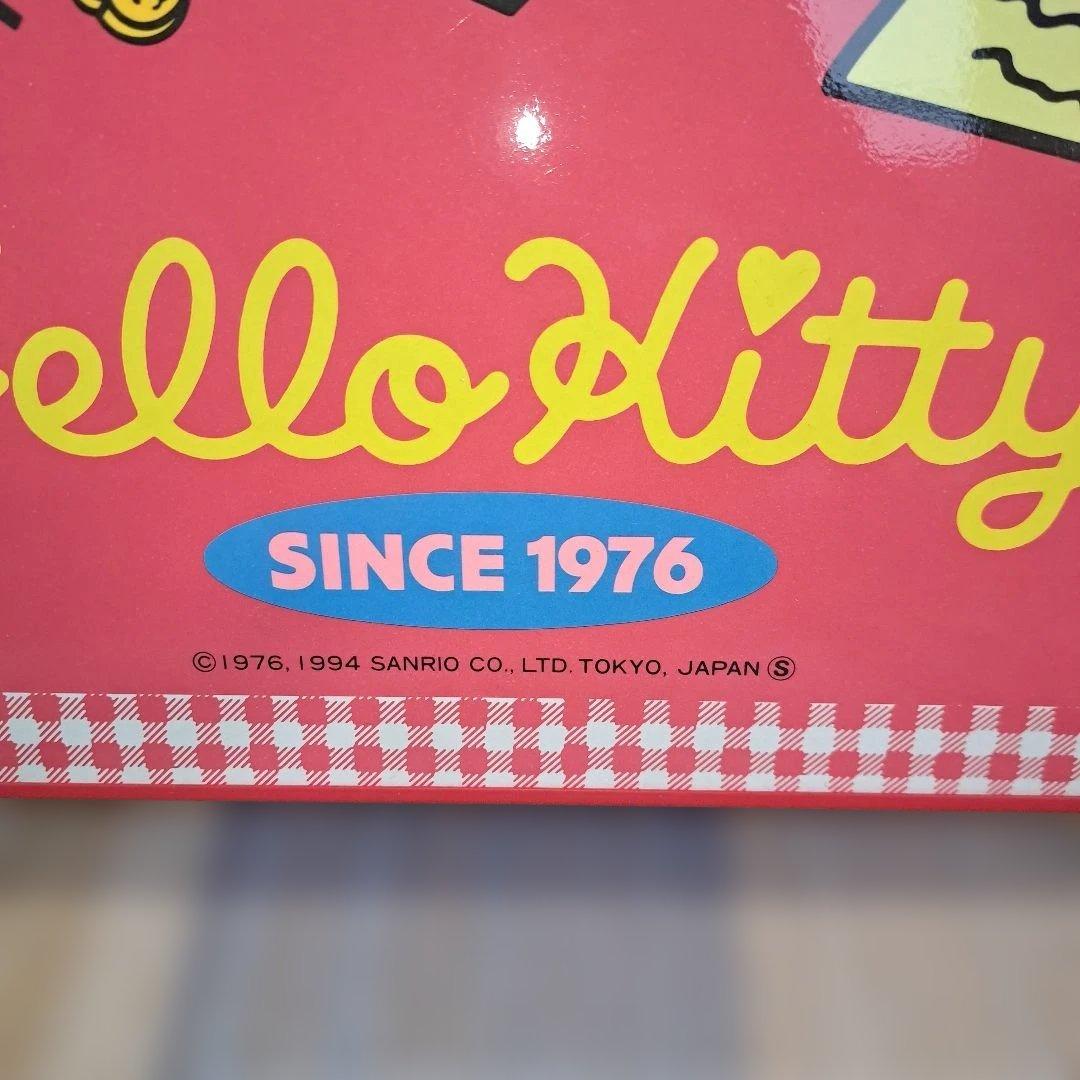 ello Kitty
SINCE 1976
©1976, 1994 SANRIO CO., LTD. TOKYO, JAPAN Ⓢ